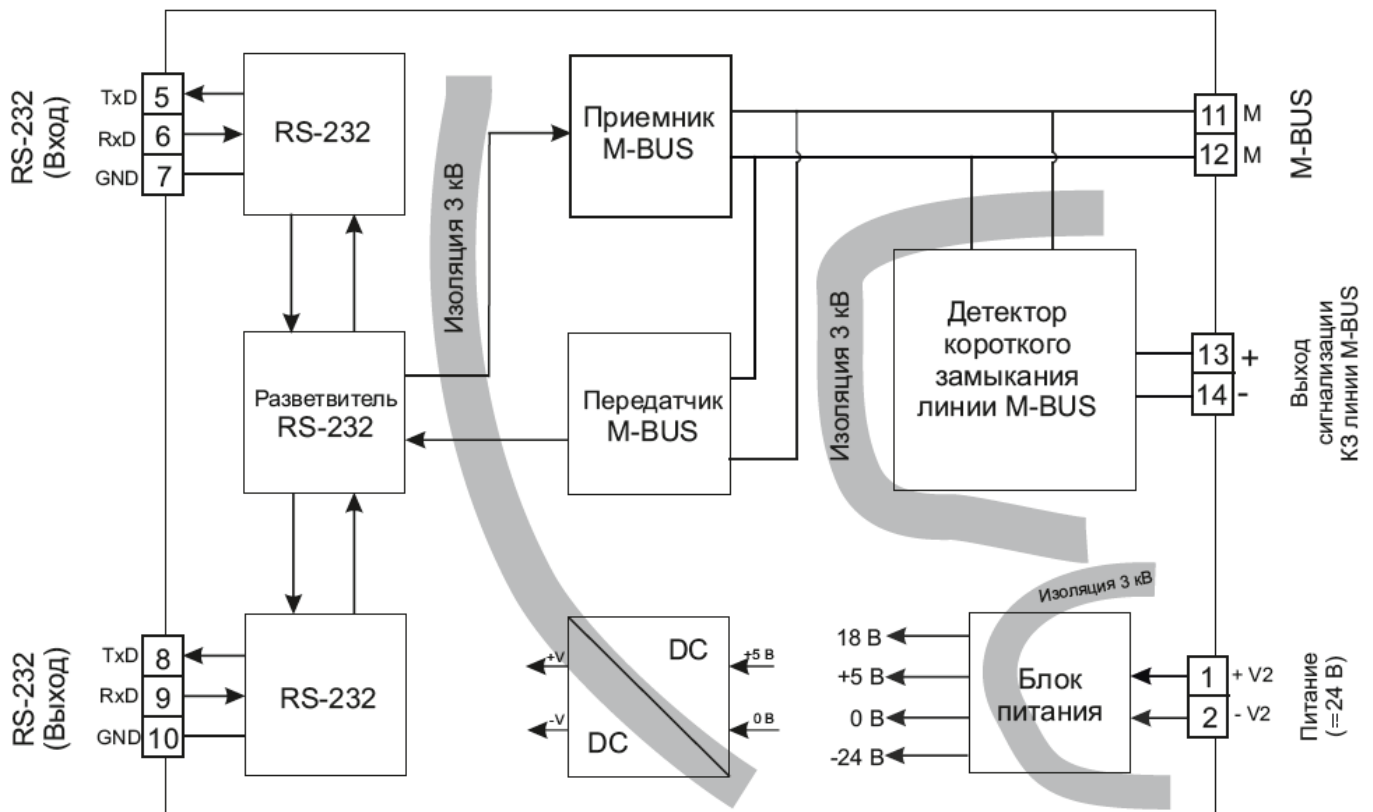 RS-232
(Вход)
TxD 5
RxD 6
GND 7
RS-232
Изоляция 3 кВ
Приемник
M-BUS
11 M
12 M
M-BUS
Разветвитель
RS-232
Передатчик
M-BUS
Изоляция 3 кВ
Детектор
короткого
замыкания
линии M-BUS
13 +
14 -
Выход
сигнализации
КЗ линии M-BUS
RS-232
(Выход)
TxD 8
RxD 9
GND 10
RS-232
+V
-V
DC
DC
+5 В
0 В
18 В
+5 В
0 В
-24 В
Изоляция 3 кВ
Блок
питания
1 + V2
2 - V2
Питание
(=24 В)